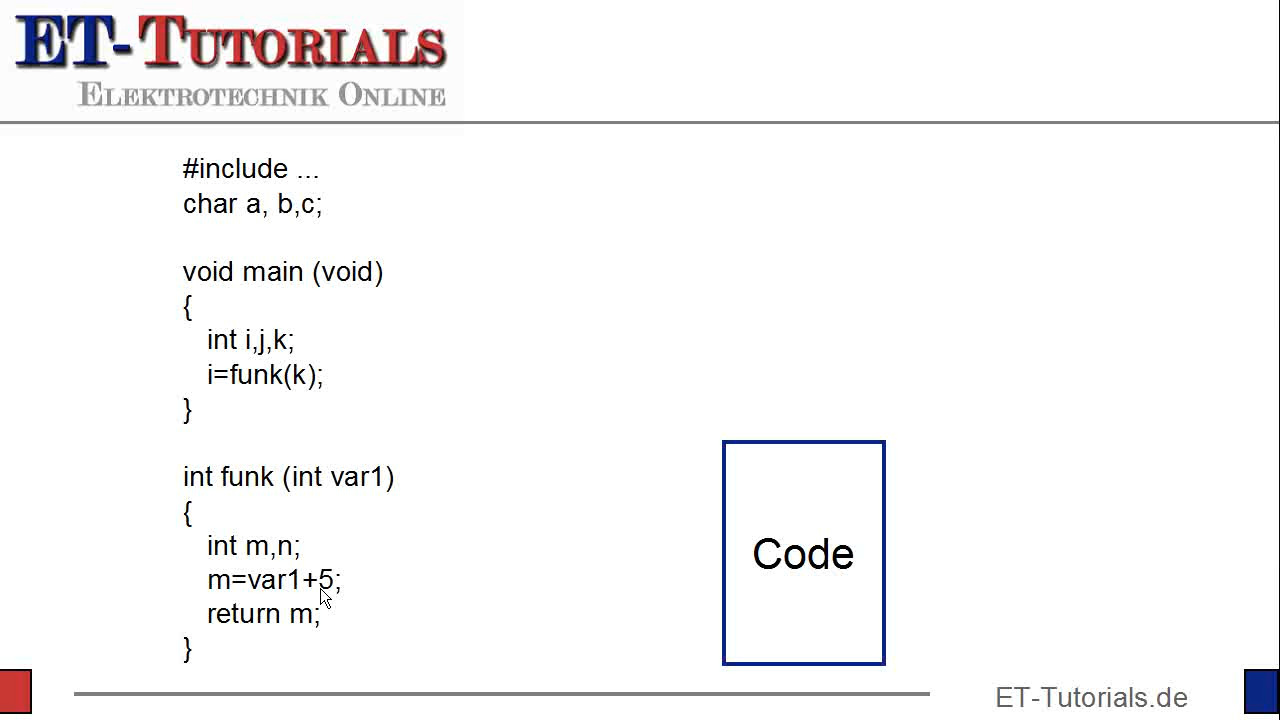 ET-TUTORIALS
ELEKTROTECHNIK ONLINE
#include ...
char a, b,c;
void main (void)
{
int i,j,k;
i=funk(k);
}
int funk (int var1)
{
int m,n;
m=var1+5;
return m;
}
Code
ET-Tutorials.de